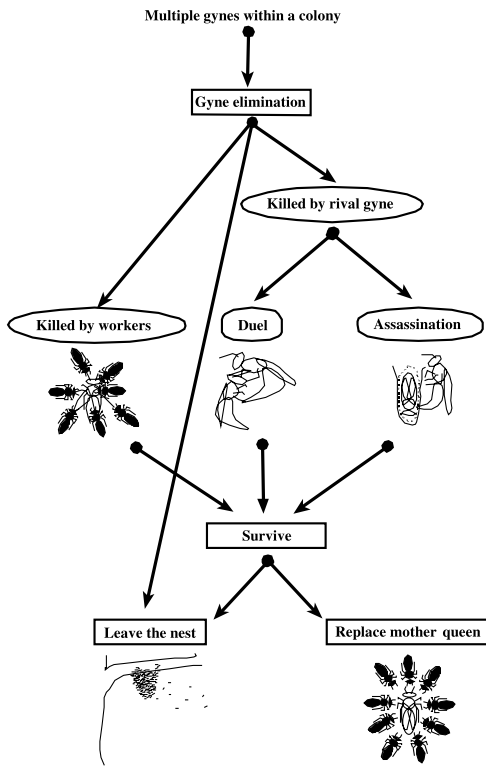 Multiple gynes within a colony
Gyne elimination
Killed by rival gyne
Killed by workers
Duel
Assassination
Survive
Leave the nest
Replace mother queen